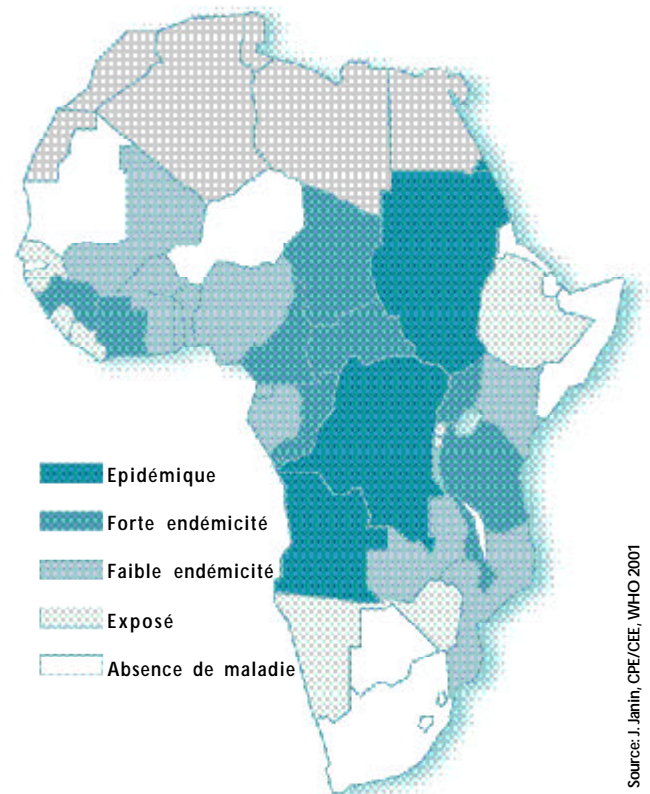 Epidémique
Forte endémicité
Faible endémicité
Exposé
Absence de maladie
Source: J. Janin, CPE/CEE, WHO 2001